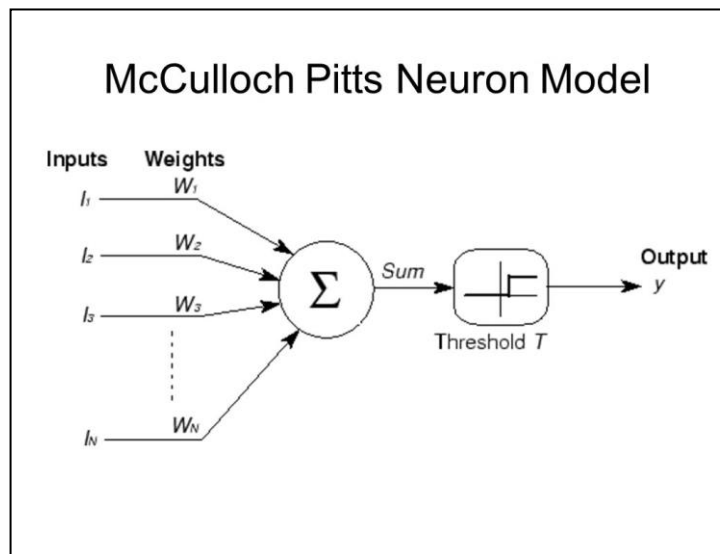 McCulloch Pitts Neuron Model
Inputs Weights
I1 W1
I2 W2
I3 W3
IN WN
Σ
Sum
Threshold T
Output
y